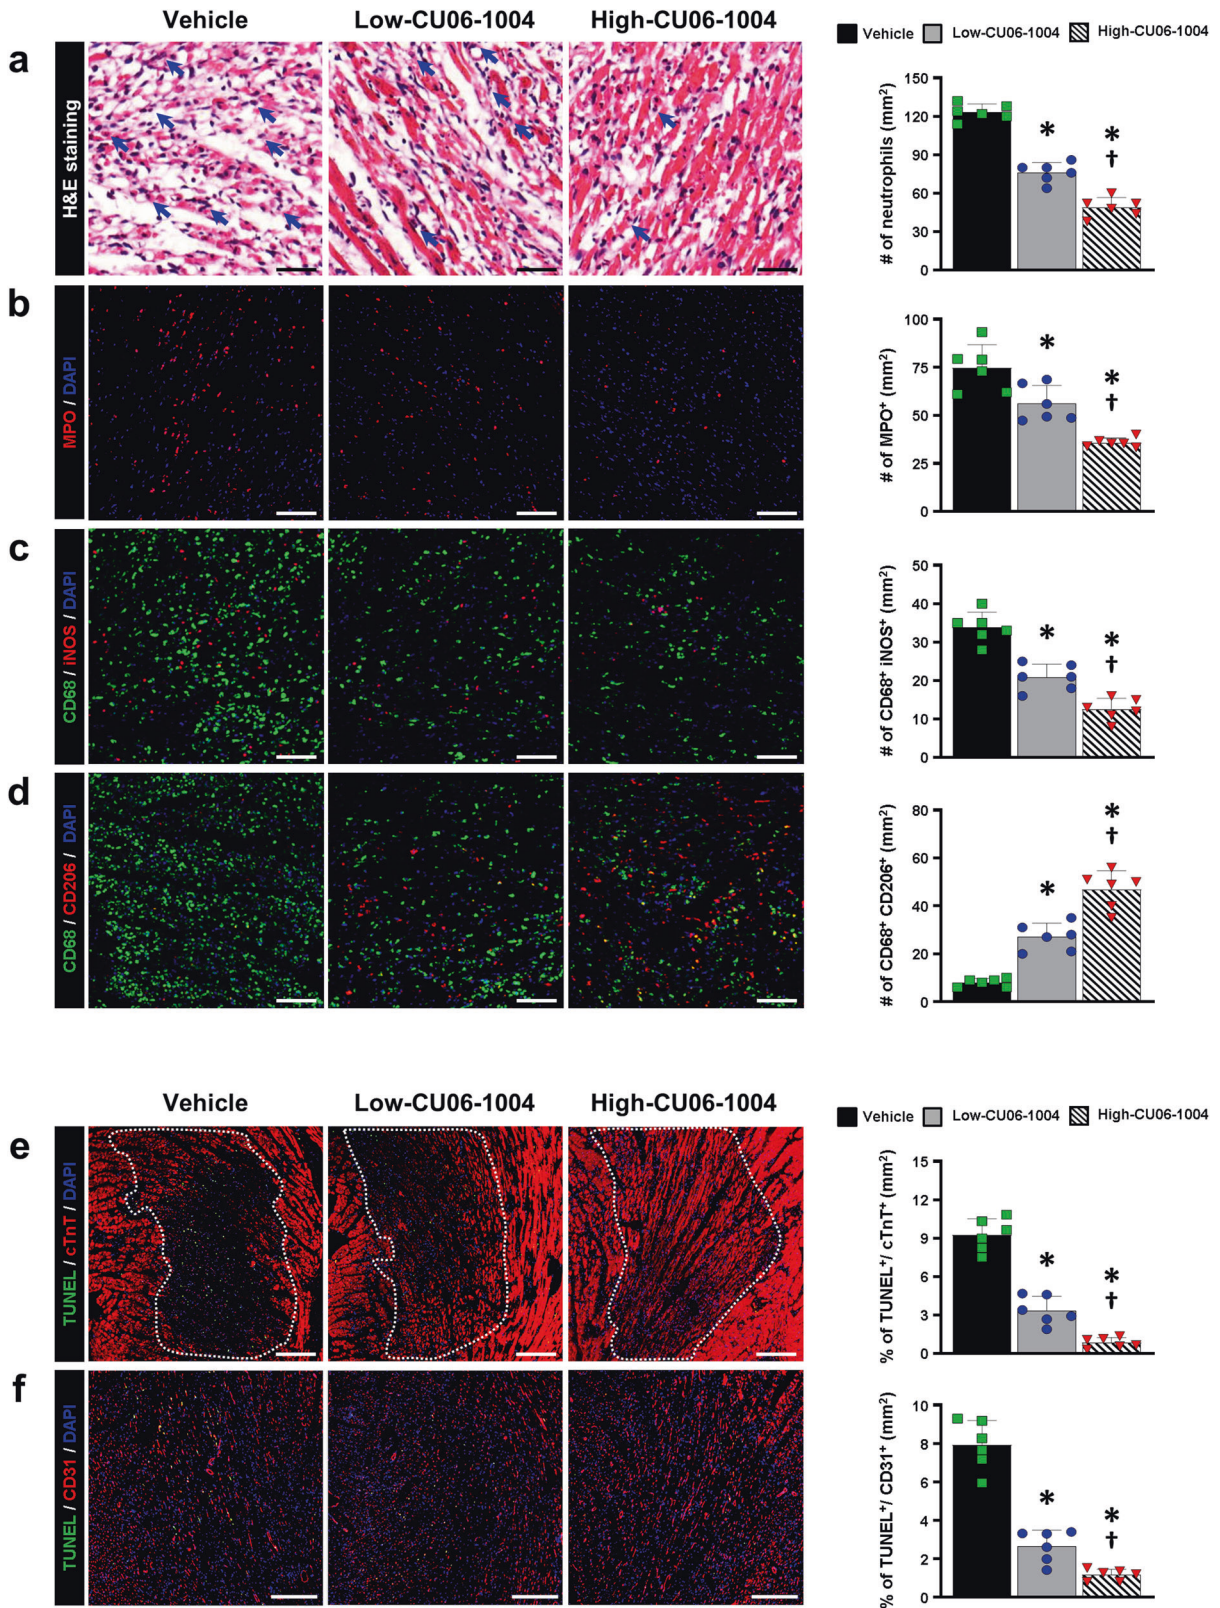 Vehicle Low-CU06-1004 High-CU06-1004
Vehicle Low-CU06-1004 High-CU06-1004
a
H&E staining
# of neutrophils (mm²)
150
120
90
60
30
0
*
*
†
b
MPO / DAPI
# of MPO⁺ (mm²)
100
75
50
25
0
*
*
†
c
CD68 / iNOS / DAPI
# of CD68⁺ iNOS⁺ (mm²)
50
40
30
20
10
0
*
*
†
d
CD68 / CD206 / DAPI
# of CD68⁺ CD206⁺ (mm²)
80
60
40
20
0
*
*
†
Vehicle Low-CU06-1004 High-CU06-1004
Vehicle Low-CU06-1004 High-CU06-1004
e
TUNEL / cTnT / DAPI
% of TUNEL⁺/ cTnT⁺ (mm²)
15
12
9
6
3
0
*
*
†
f
TUNEL / CD31 / DAPI
% of TUNEL⁺/ CD31⁺ (mm²)
10
8
6
4
2
0
*
*
†